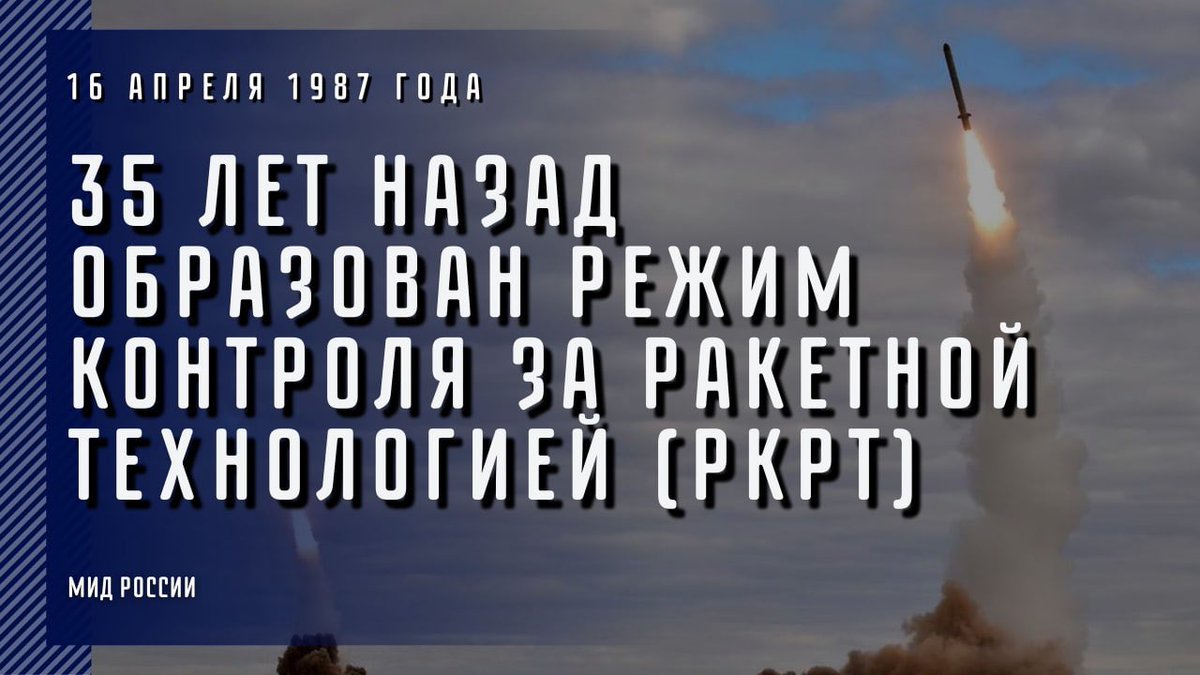 16 АПРЕЛЯ 1987 ГОДА
35 ЛЕТ НАЗАД
ОБРАЗОВАН РЕЖИМ
КОНТРОЛЯ ЗА РАКЕТНОЙ
ТЕХНОЛОГИЕЙ (РКРТ)
МИД РОССИИ